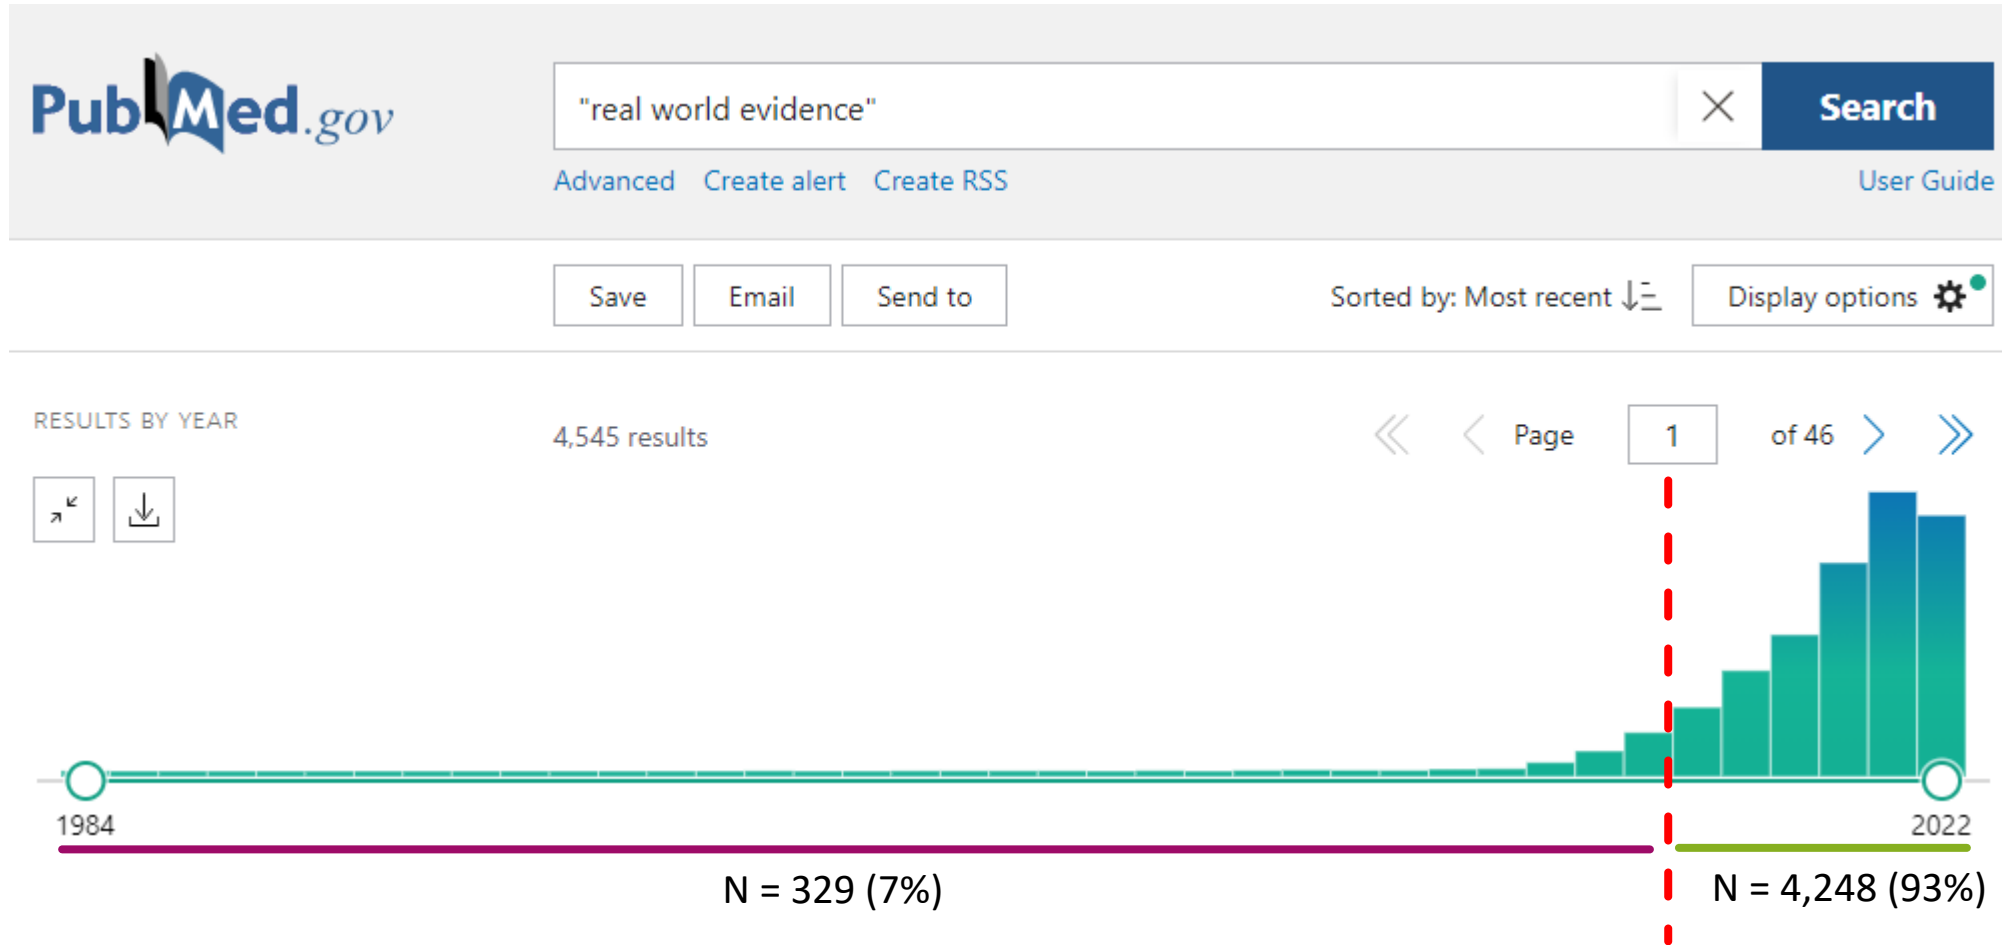 PubMed.gov
"real world evidence"
Search
Advanced Create alert Create RSS
User Guide
Save Email Send to
Sorted by: Most recent
Display options
RESULTS BY YEAR
4,545 results
Page 1 of 46
1984
2022
N = 329 (7%)
N = 4,248 (93%)